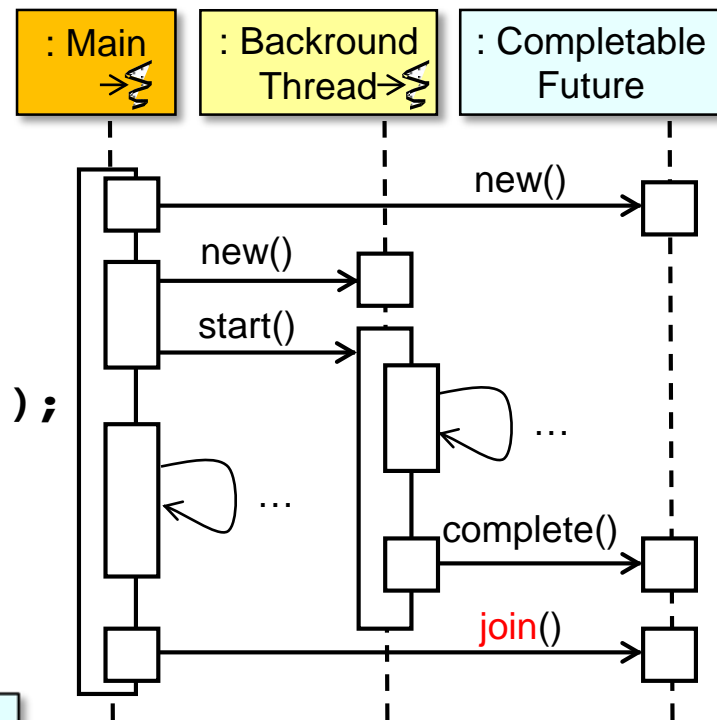 : Main
: Backround
Thread
: Completable
Future
new()
new()
start()
);
...
...
complete()
join()